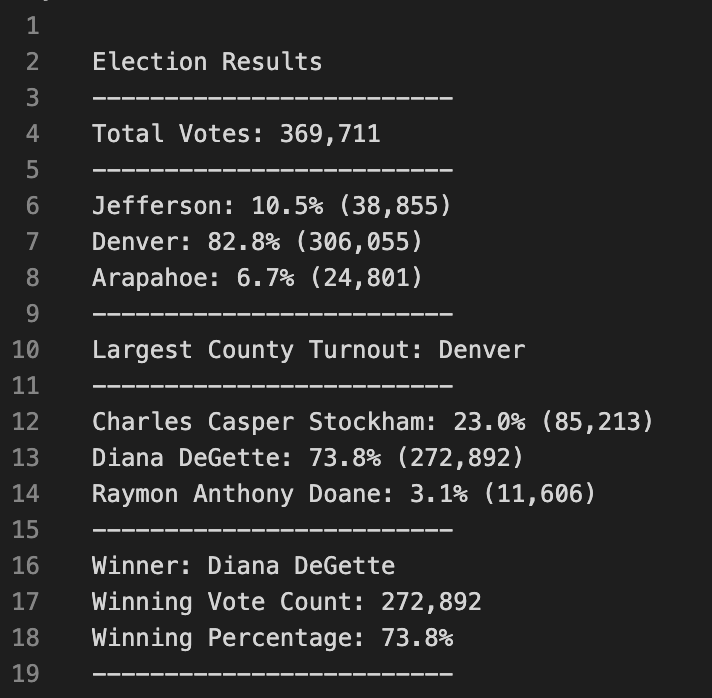 1
2 Election Results
3 -------------------------
4 Total Votes: 369,711
5 -------------------------
6 Jefferson: 10.5% (38,855)
7 Denver: 82.8% (306,055)
8 Arapahoe: 6.7% (24,801)
9 -------------------------
10 Largest County Turnout: Denver
11 -------------------------
12 Charles Casper Stockham: 23.0% (85,213)
13 Diana DeGette: 73.8% (272,892)
14 Raymon Anthony Doane: 3.1% (11,606)
15 -------------------------
16 Winner: Diana DeGette
17 Winning Vote Count: 272,892
18 Winning Percentage: 73.8%
19 -------------------------